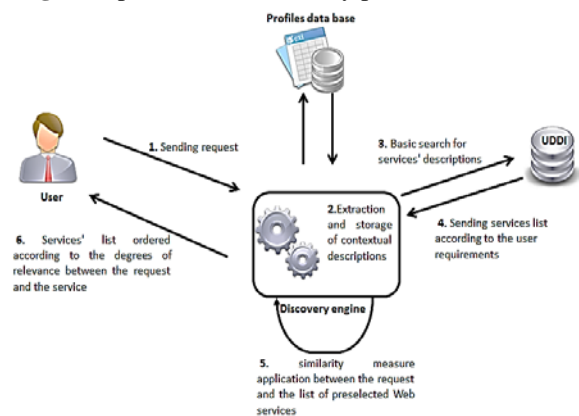 Profiles data base
1. Sending request
3. Basic search for
services' descriptions
UDDI
User
2.Extraction
and storage
of contextual
descriptions
4. Sending services list
according to the user
requirements
6. Services' list ordered
according to the degrees of
relevance between the request
and the service
Discovery engine
5. similarity measure
application between the request
and the list of preselected Web
services